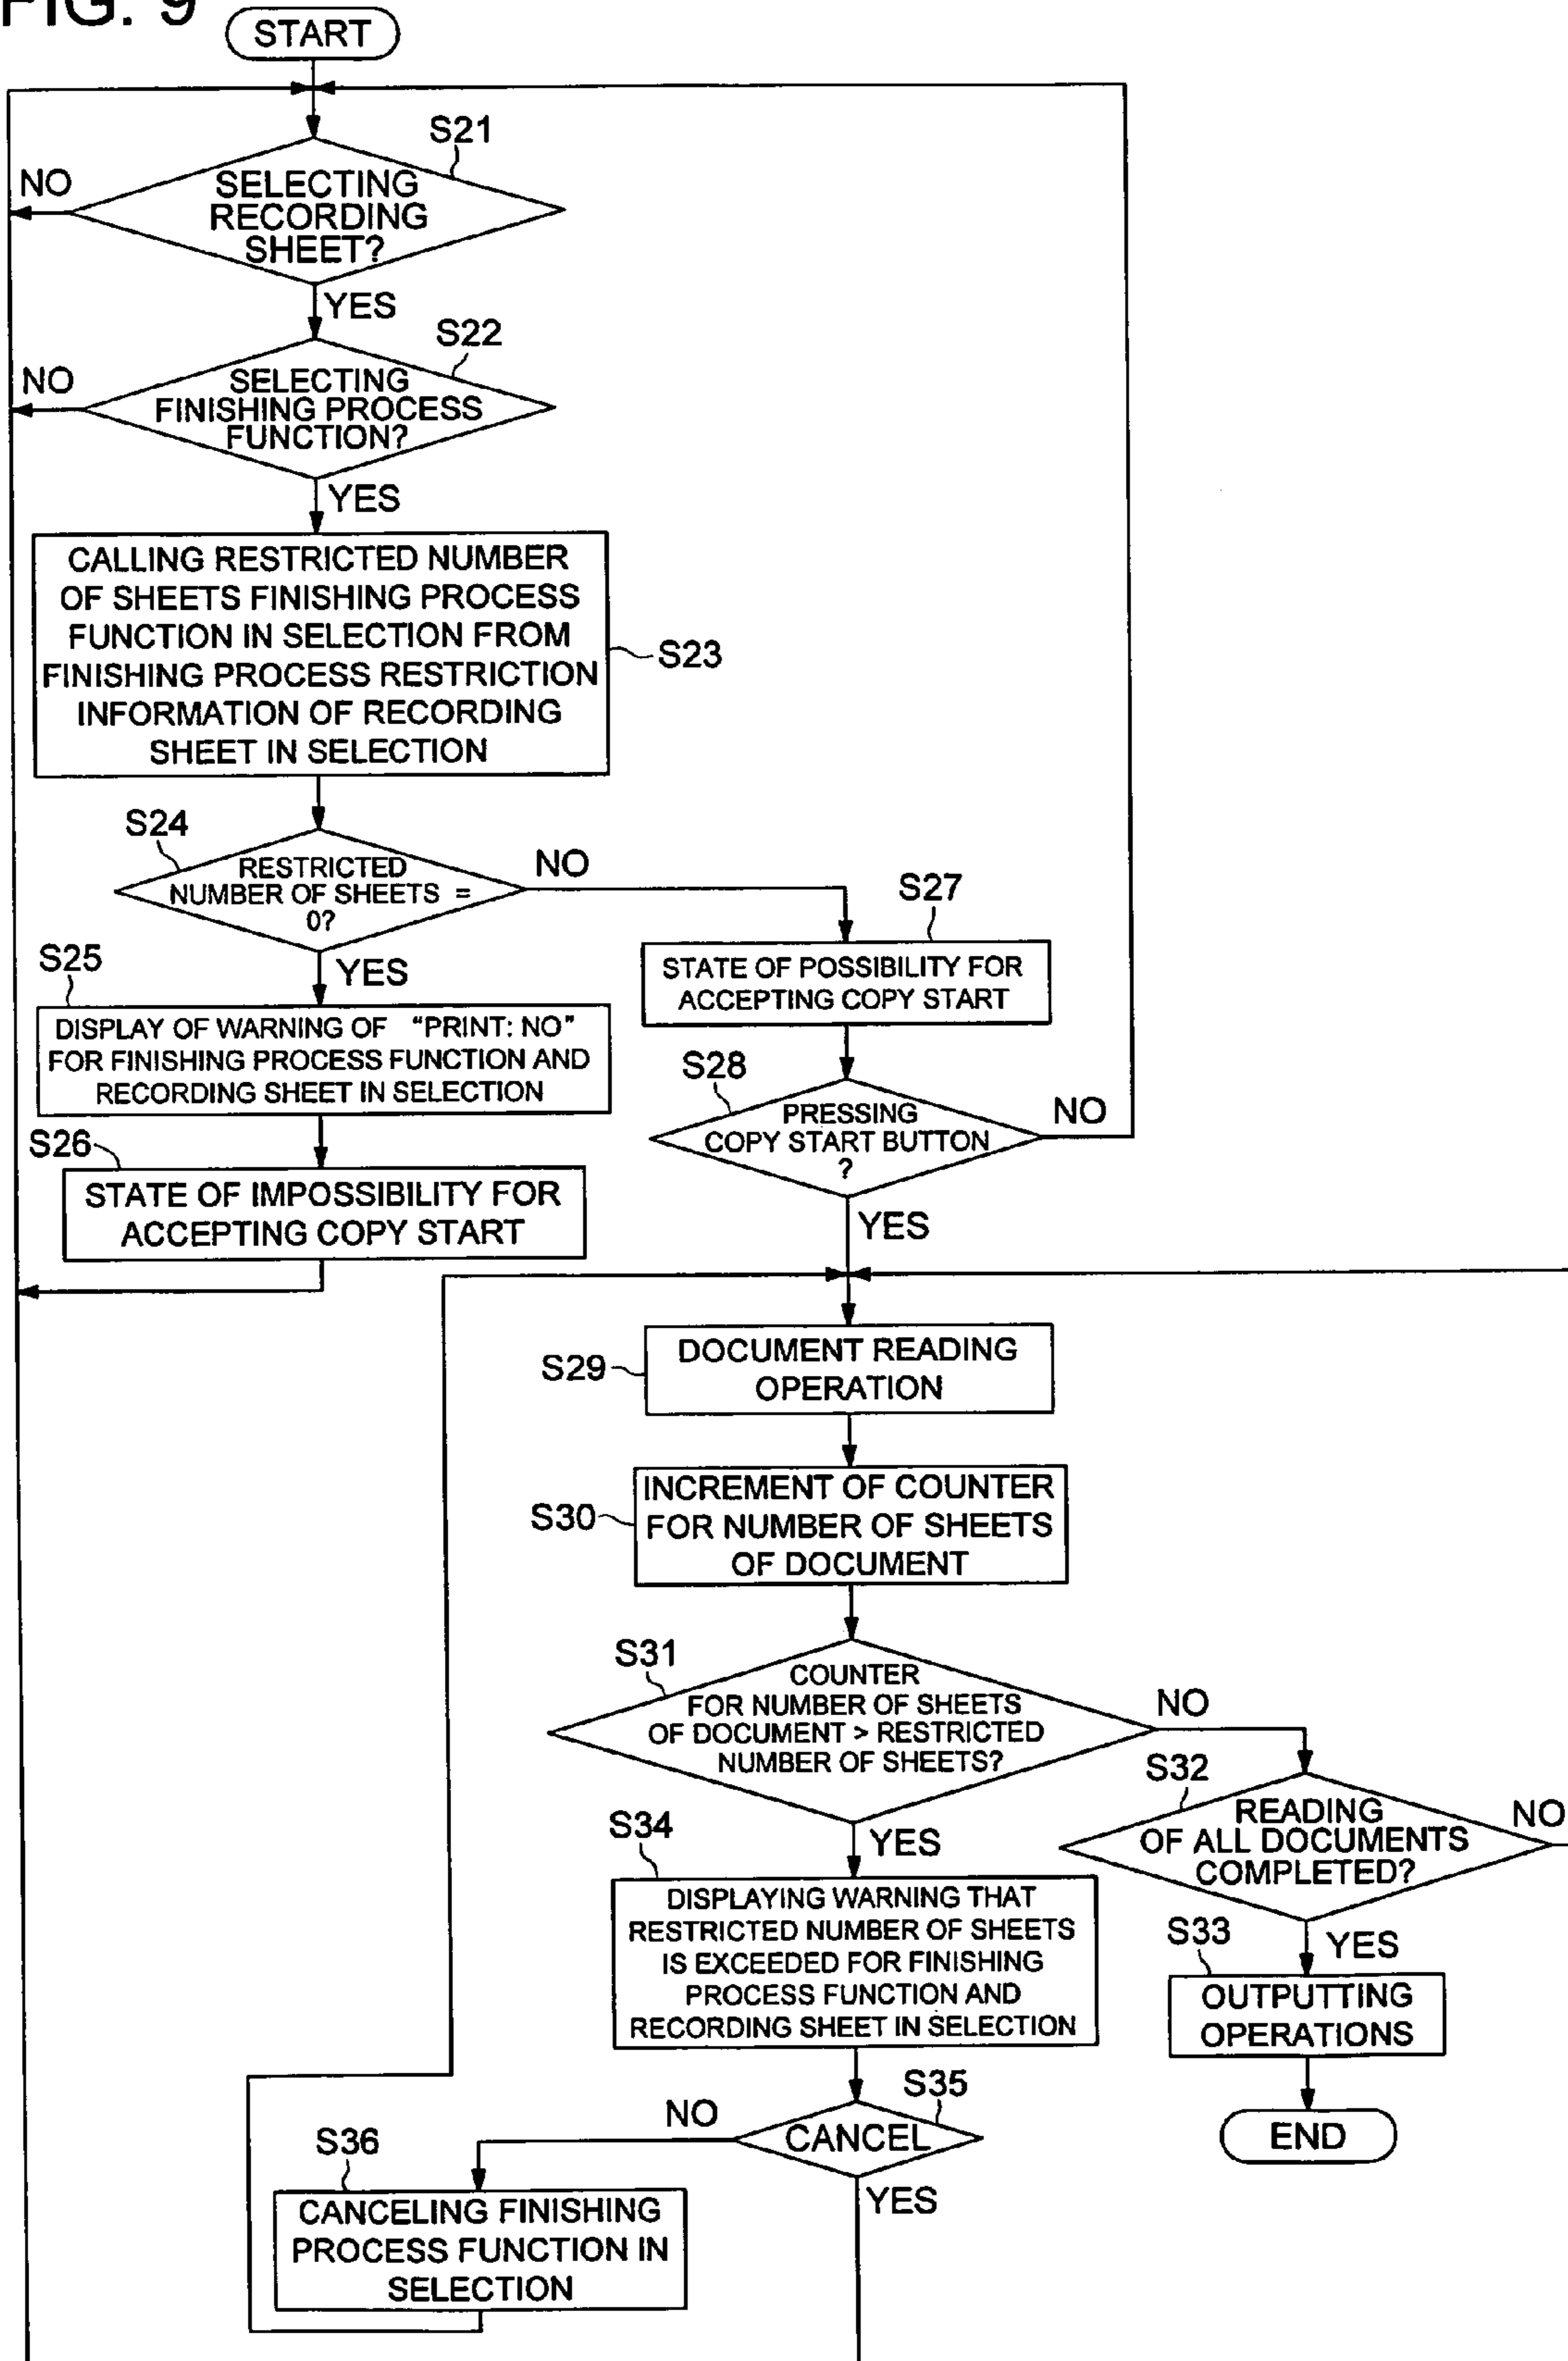 FIG. 9
START
S21
NO
SELECTING
RECORDING
SHEET?
YES
S22
NO
SELECTING
FINISHING PROCESS
FUNCTION?
YES
CALLING RESTRICTED NUMBER
OF SHEETS FINISHING PROCESS
FUNCTION IN SELECTION FROM
FINISHING PROCESS RESTRICTION
INFORMATION OF RECORDING
SHEET IN SELECTION
S23
S24
RESTRICTED
NUMBER OF SHEETS =
0?
NO
YES
S25
DISPLAY OF WARNING OF "PRINT: NO"
FOR FINISHING PROCESS FUNCTION AND
RECORDING SHEET IN SELECTION
S26
STATE OF IMPOSSIBILITY FOR
ACCEPTING COPY START
S27
STATE OF POSSIBILITY FOR
ACCEPTING COPY START
S28
PRESSING
COPY START BUTTON
?
NO
YES
S29
DOCUMENT READING
OPERATION
S30
INCREMENT OF COUNTER
FOR NUMBER OF SHEETS
OF DOCUMENT
S31
COUNTER
FOR NUMBER OF SHEETS
OF DOCUMENT > RESTRICTED
NUMBER OF SHEETS?
NO
YES
S32
READING
OF ALL DOCUMENTS
COMPLETED?
NO
YES
S33
OUTPUTTING
OPERATIONS
END
S34
DISPLAYING WARNING THAT
RESTRICTED NUMBER OF SHEETS
IS EXCEEDED FOR FINISHING
PROCESS FUNCTION AND
RECORDING SHEET IN SELECTION
S35
CANCEL
NO
YES
S36
CANCELING FINISHING
PROCESS FUNCTION IN
SELECTION